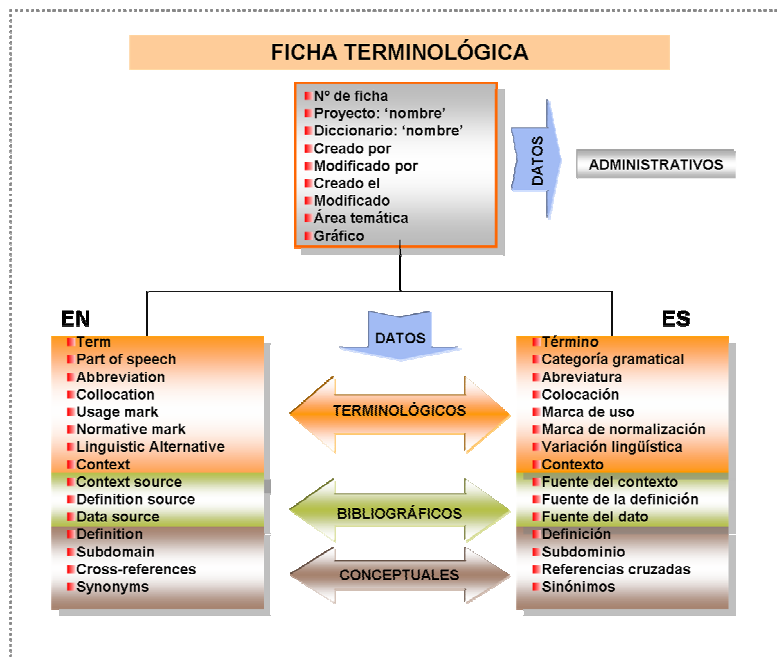 FICHA TERMINOLÓGICA
Nº de ficha
Proyecto: ‘nombre’
Diccionario: ‘nombre’
Creado por
Modificado por
Creado el
Modificado
Área temática
Gráfico
DATOS
ADMINISTRATIVOS
EN
Term
Part of speech
Abbreviation
Collocation
Usage mark
Normative mark
Linguistic Alternative
Context
Context source
Definition source
Data source
Definition
Subdomain
Cross-references
Synonyms
DATOS
TERMINOLÓGICOS
BIBLIOGRÁFICOS
CONCEPTUALES
ES
Término
Categoría gramatical
Abreviatura
Colocación
Marca de uso
Marca de normalización
Variación lingüística
Contexto
Fuente del contexto
Fuente de la definición
Fuente del dato
Definición
Subdominio
Referencias cruzadas
Sinónimos